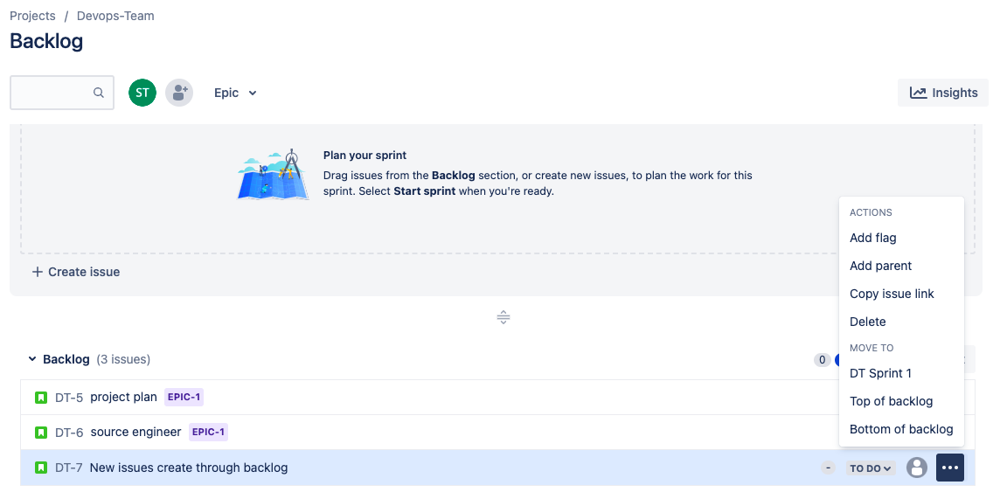 Projects / Devops-Team
Backlog
ST
Epic
Insights
Plan your sprint
Drag issues from the Backlog section, or create new issues, to plan the work for this
sprint. Select Start sprint when you're ready.
+ Create issue
ACTIONS
Add flag
Add parent
Copy issue link
Delete
MOVE TO
DT Sprint 1
Top of backlog
Bottom of backlog
Backlog (3 issues)
0
DT-5 project plan EPIC-1
DT-6 source engineer EPIC-1
DT-7 New issues create through backlog - TO DO